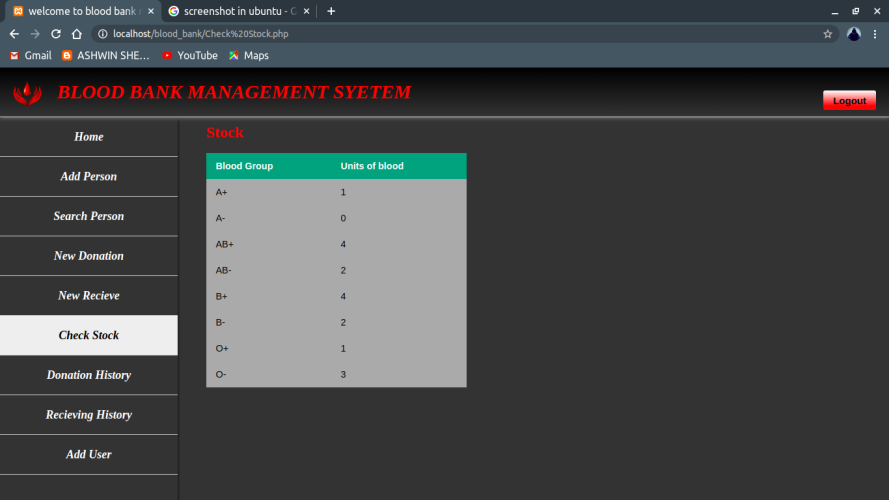 welcome to blood bank
screenshot in ubuntu - G
localhost/blood_bank/Check%20Stock.php
Gmail ASHWIN SHE... YouTube Maps
BLOOD BANK MANAGEMENT SYETEM
Logout
Home
Add Person
Search Person
New Donation
New Recieve
Check Stock
Donation History
Recieving History
Add User
Stock
Blood Group Units of blood
A+ 1
A- 0
AB+ 4
AB- 2
B+ 4
B- 2
O+ 1
O- 3